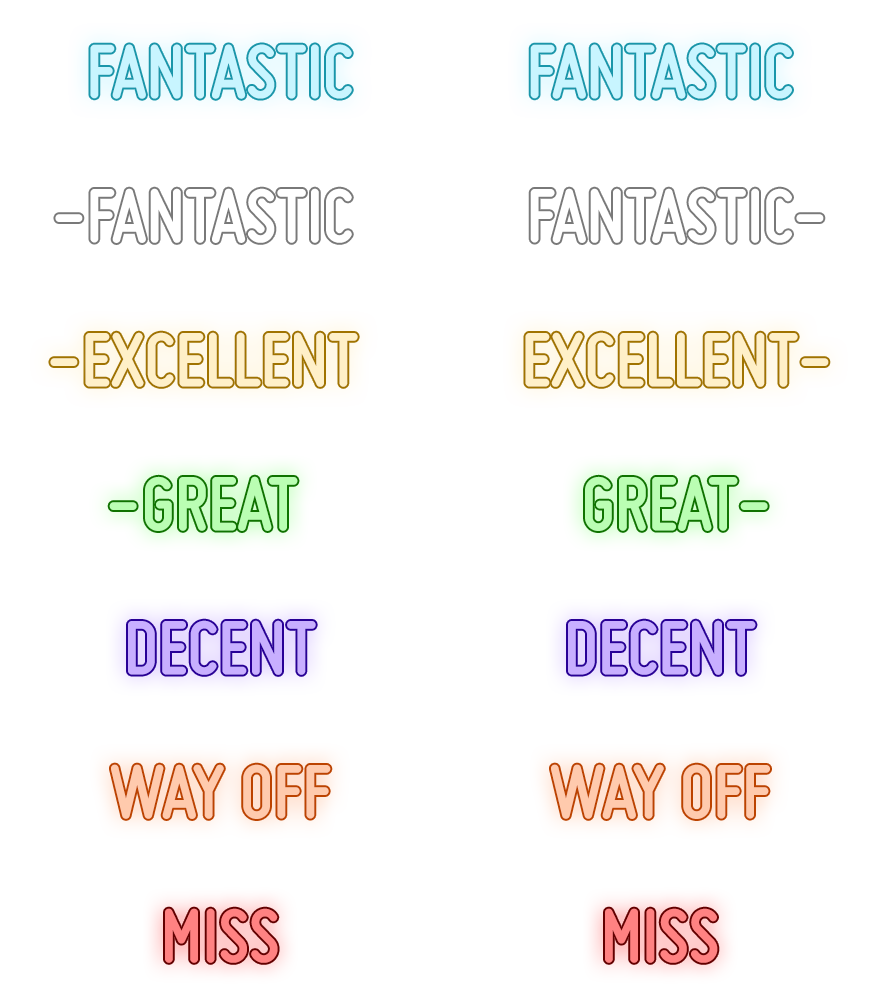 FANTASTIC FANTASTIC
-FANTASTIC FANTASTIC-
-EXCELLENT EXCELLENT-
-GREAT GREAT-
DECENT DECENT
WAY OFF WAY OFF
MISS MISS